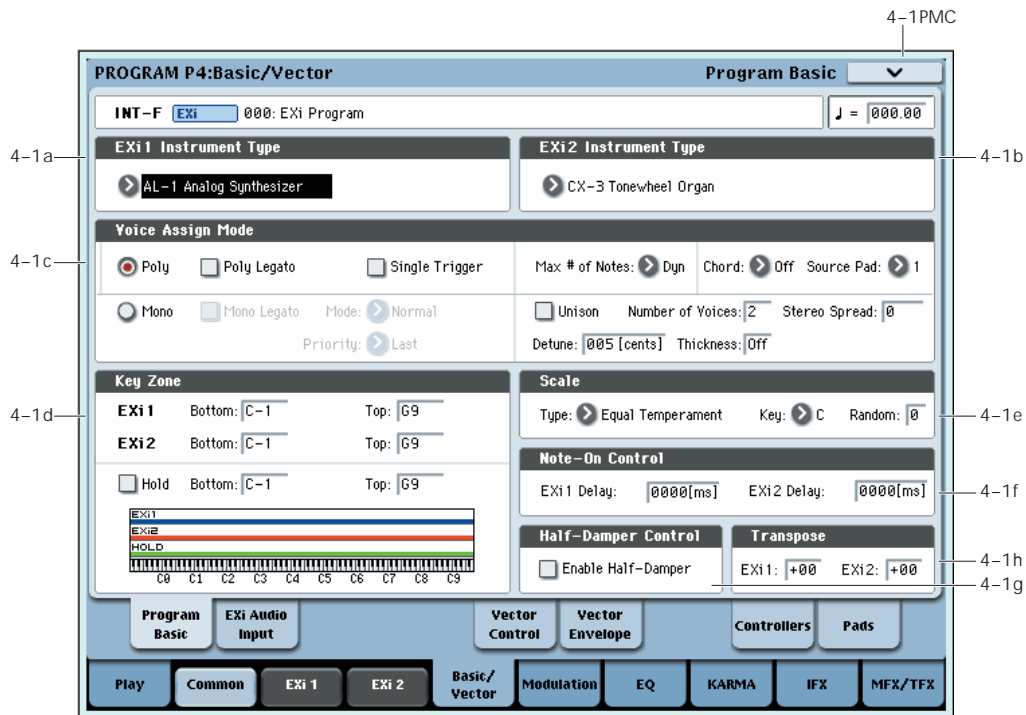 4-1PMC
PROGRAM P4:Basic/Vector Program Basic
INT-F EXi 000: EXi Program ♩ = 000.00
4-1a
EXi1 Instrument Type
AL-1 Analog Synthesizer
EXi2 Instrument Type
CX-3 Tonewheel Organ
4-1b
4-1c
Voice Assign Mode
Poly Poly Legato Single Trigger Max # of Notes: Dyn Chord: Off Source Pad: 1
Mono Mono Legato Mode: Normal
Priority: Last
Unison Number of Voices: 2 Stereo Spread: 0
Detune: 005 [cents] Thickness: Off
4-1d
Key Zone
EXi1 Bottom: C-1 Top: G9
EXi2 Bottom: C-1 Top: G9
Hold Bottom: C-1 Top: G9
EXi1
EXi2
HOLD
C0 C1 C2 C3 C4 C5 C6 C7 C8 C9
Scale
Type: Equal Temperament Key: C Random: 0
4-1e
Note-On Control
EXi1 Delay: 0000[ms] EXi2 Delay: 0000[ms]
4-1f
Half-Damper Control
Enable Half-Damper
Transpose
EXi1: +00 EXi2: +00
4-1h
4-1g
Program Basic
EXi Audio Input
Vector Control
Vector Envelope
Controllers
Pads
Play
Common
EXi 1
EXi 2
Basic/Vector
Modulation
EQ
KARMA
IFX
MFX/TFX